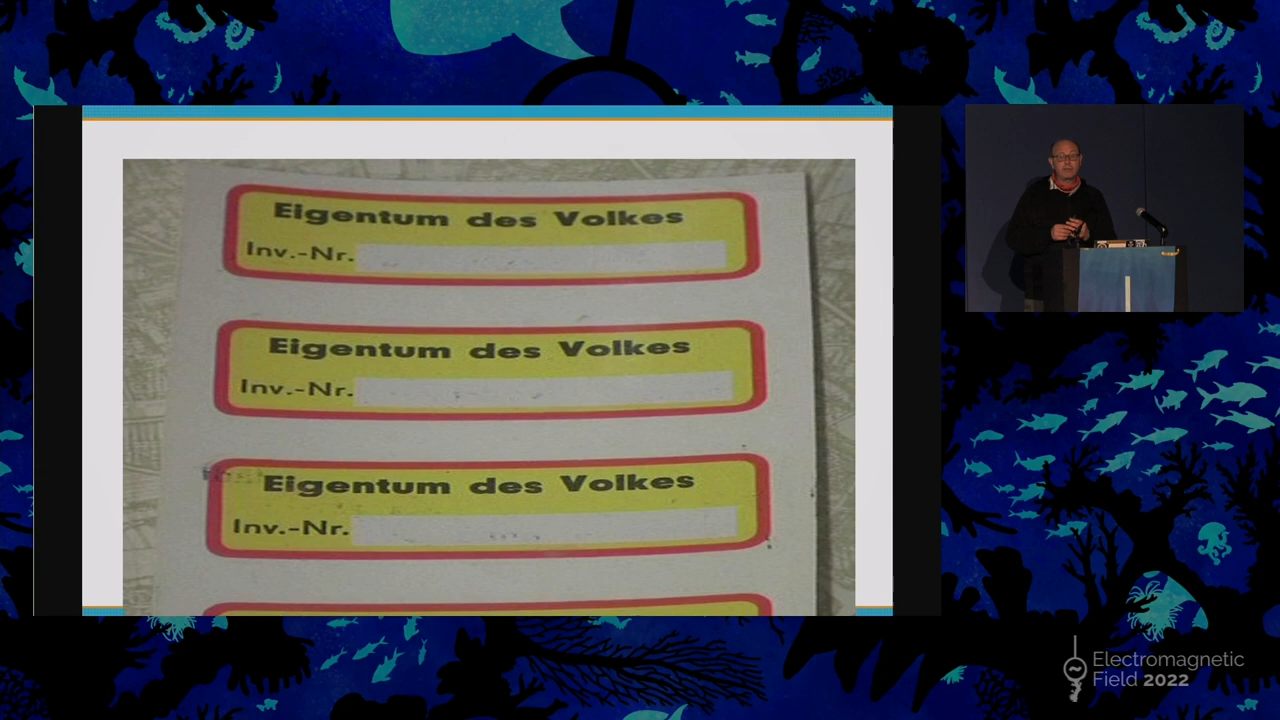 Eigentum des Volkes
Inv.-Nr.
Eigentum des Volkes
Inv.-Nr.
Eigentum des Volkes
Inv.-Nr.
Electromagnetic
Field 2022